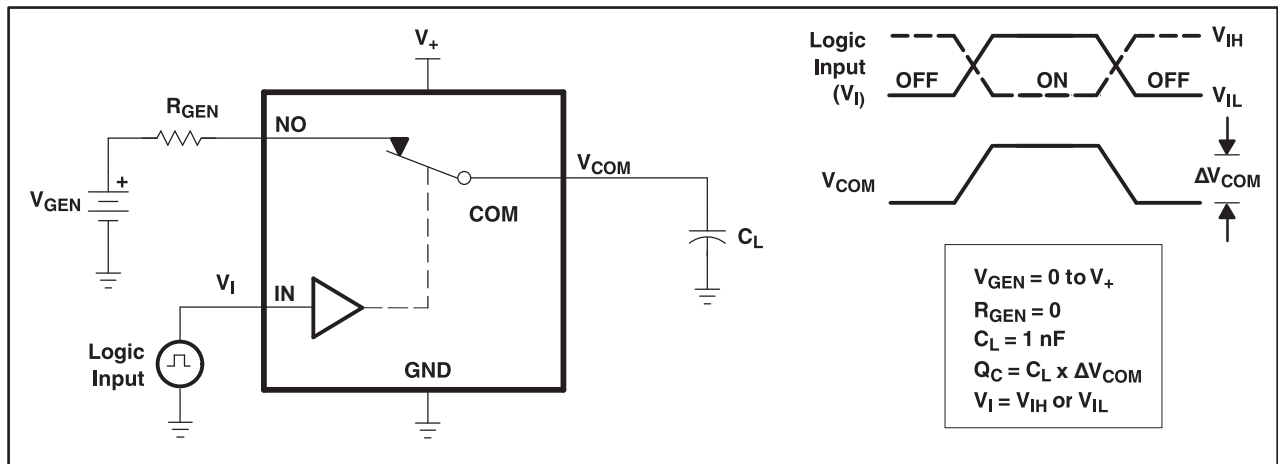 V+
RGEN
NO
VCOM
COM
VGEN
+
CL
VI
IN
Logic
Input
GND
Logic
Input
(VI)
OFF
ON
OFF
VIH
VIL
VCOM
ΔVCOM
VGEN = 0 to V+
RGEN = 0
CL = 1 nF
QC = CL x ΔVCOM
VI = VIH or VIL